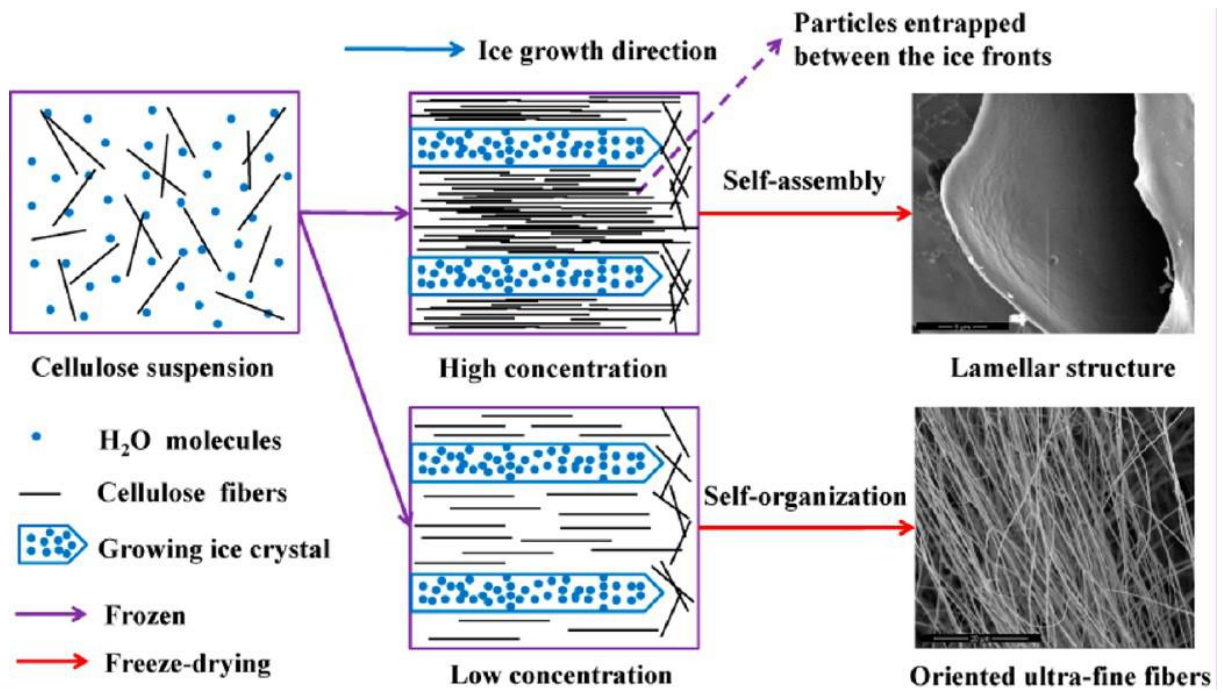 Ice growth direction
Particles entrapped
between the ice fronts
Self-assembly
Cellulose suspension
High concentration
Lamellar structure
H₂O molecules
Cellulose fibers
Growing ice crystal
Frozen
Freeze-drying
Self-organization
Low concentration
Oriented ultra-fine fibers